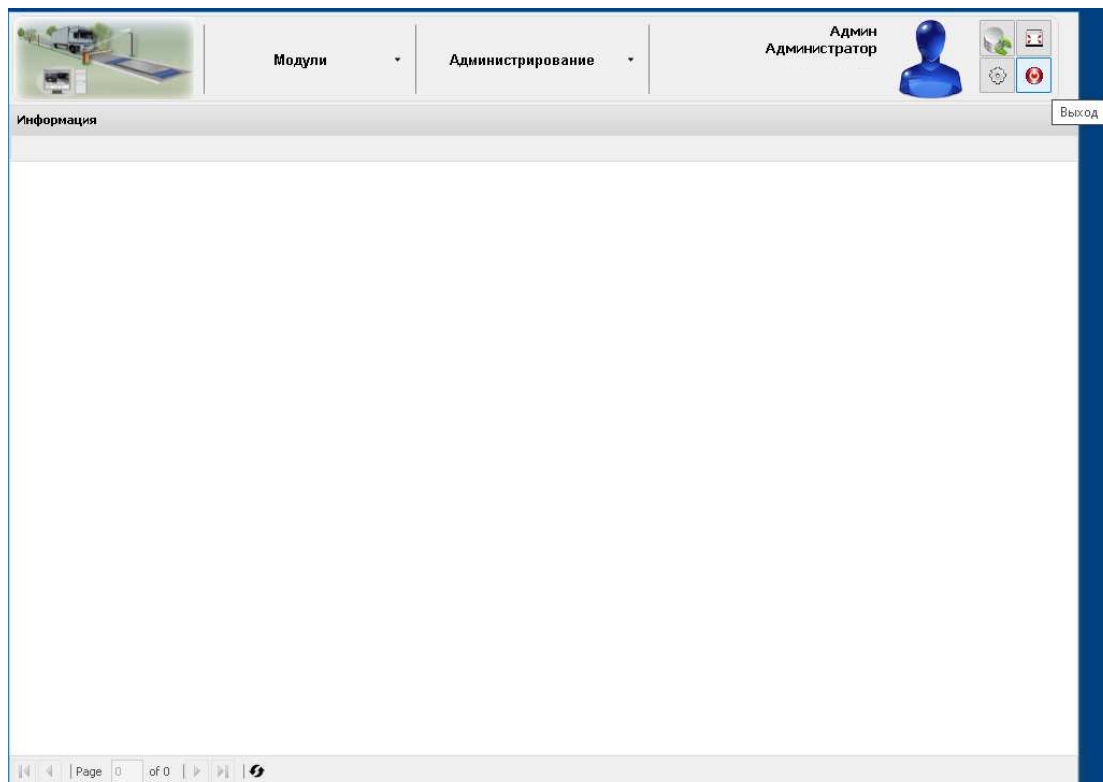 Модули
Администрирование
Админ
Администратор
Выход
Информация
Page 0 of 0